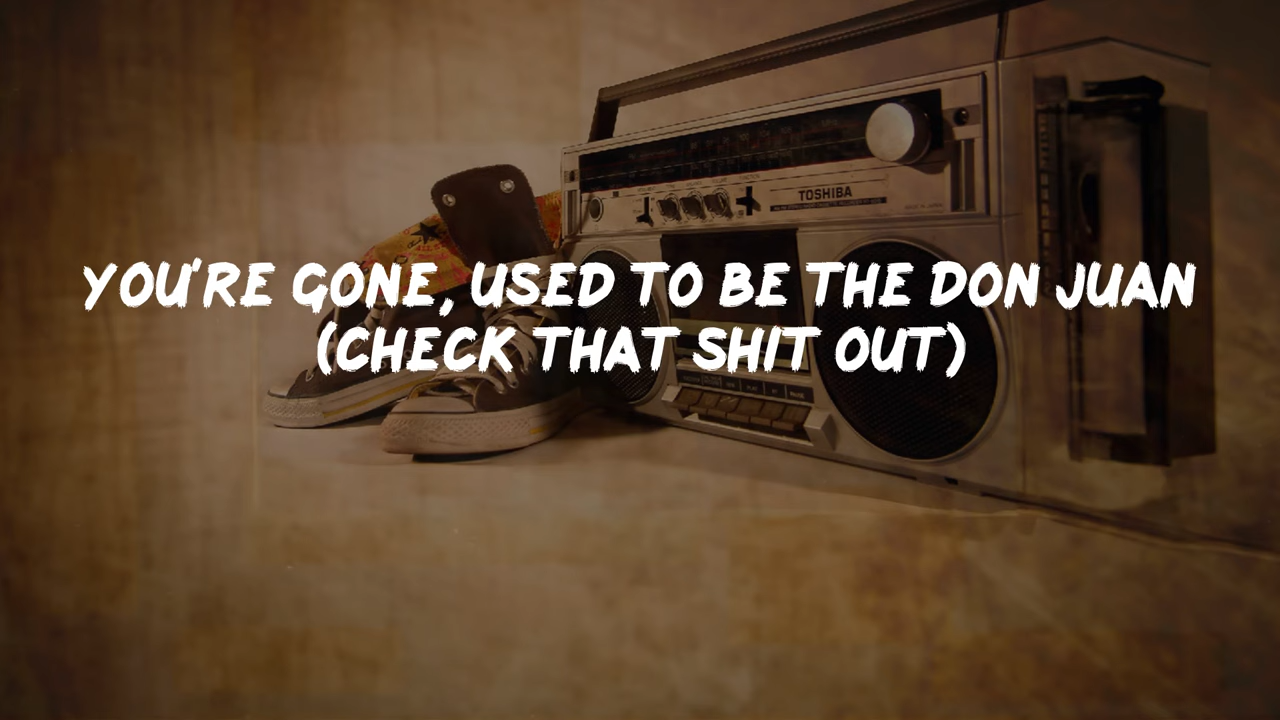 TOSHIBA
YOU'RE GONE, USED TO BE THE DON JUAN
(CHECK THAT SHIT OUT)